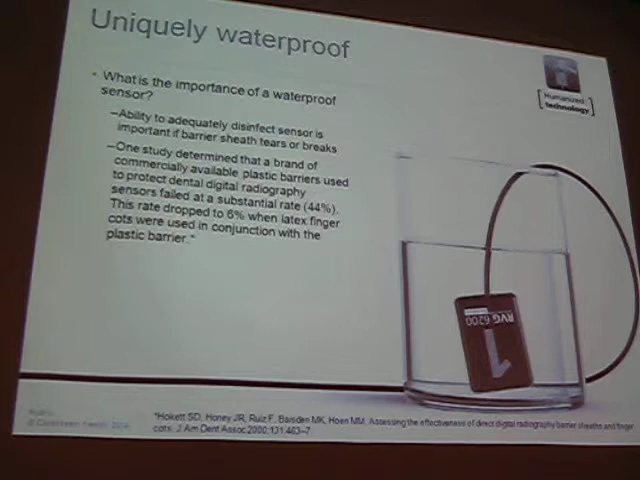 Uniquely waterproof
• What is the importance of a waterproof
sensor?
–Ability to adequately disinfect sensor is
important if barrier sheath tears or breaks
–One study determined that a brand of
commercially available plastic barriers used
to protect dental digital radiography
sensors failed at a substantial rate (44%).
This rate dropped to 6% when latex finger
cots were used in conjunction with the
plastic barrier.*
[Humanized
technology]
RVG 6200
1
*Hokett SD, Honey JR, Ruiz F, Baisden MK, Hoen MM. Assessing the effectiveness of direct digital radiography barrier sheaths and finger
cots. J Am Dent Assoc 2000;131:463–7.